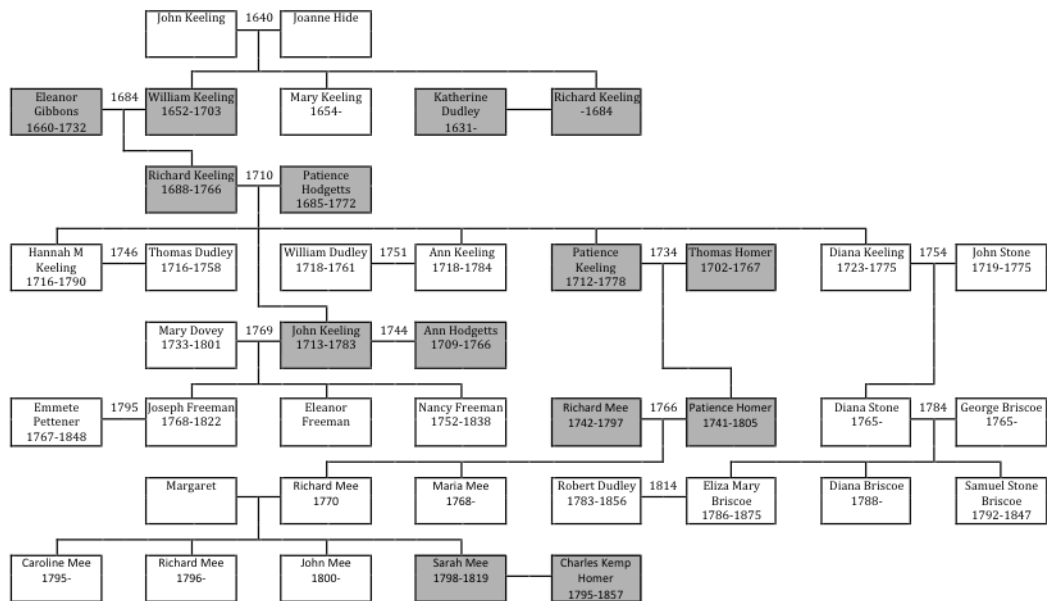 John Keeling
1640
Joanne Hide
Eleanor
Gibbons
1660-1732
1684
William Keeling
1652-1703
Mary Keeling
1654-
Katherine
Dudley
1631-
Richard Keeling
-1684
Richard Keeling
1688-1766
1710
Patience
Hodgetts
1685-1772
Hannah M
Keeling
1716-1790
1746
Thomas Dudley
1716-1758
William Dudley
1718-1761
1751
Ann Keeling
1718-1784
Patience
Keeling
1712-1778
1734
Thomas Homer
1702-1767
Diana Keeling
1723-1775
1754
John Stone
1719-1775
Mary Dovey
1733-1801
1769
John Keeling
1713-1783
1744
Ann Hodgetts
1709-1766
Emmete
Pettener
1767-1848
1795
Joseph Freeman
1768-1822
Eleanor
Freeman
Nancy Freeman
1752-1838
Richard Mee
1742-1797
1766
Patience Homer
1741-1805
Diana Stone
1765-
1784
George Briscoe
1765-
Margaret
Richard Mee
1770
Maria Mee
1768-
Robert Dudley
1783-1856
1814
Eliza Mary
Briscoe
1786-1875
Diana Briscoe
1788-
Samuel Stone
Briscoe
1792-1847
Caroline Mee
1795-
Richard Mee
1796-
John Mee
1800-
Sarah Mee
1798-1819
Charles Kemp
Homer
1795-1857